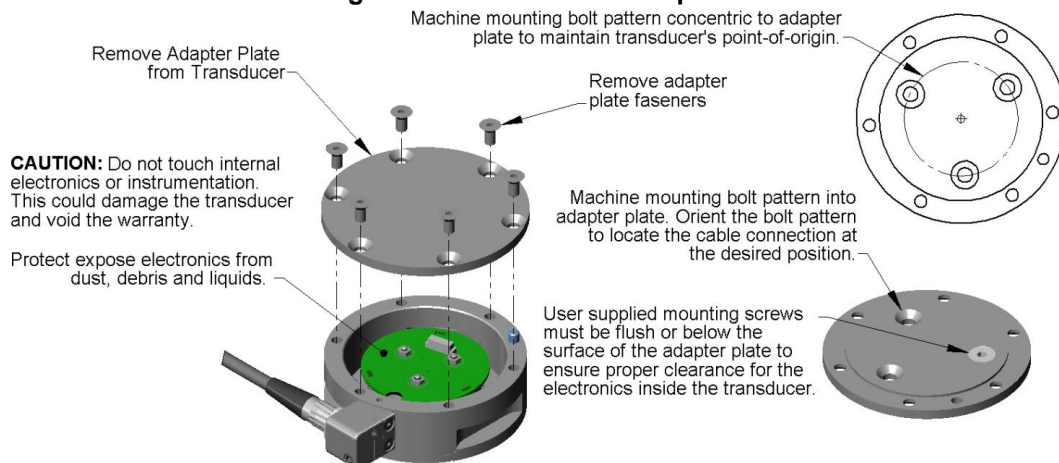 Machine mounting bolt pattern concentric to adapter
plate to maintain transducer's point-of-origin.
Remove Adapter Plate
from Transducer
Remove adapter
plate faseners
CAUTION: Do not touch internal
electronics or instrumentation.
This could damage the transducer
and void the warranty.
Machine mounting bolt pattern into
adapter plate. Orient the bolt pattern
to locate the cable connection at
the desired position.
Protect expose electronics from
dust, debris and liquids.
User supplied mounting screws
must be flush or below the
surface of the adapter plate to
ensure proper clearance for the
electronics inside the transducer.